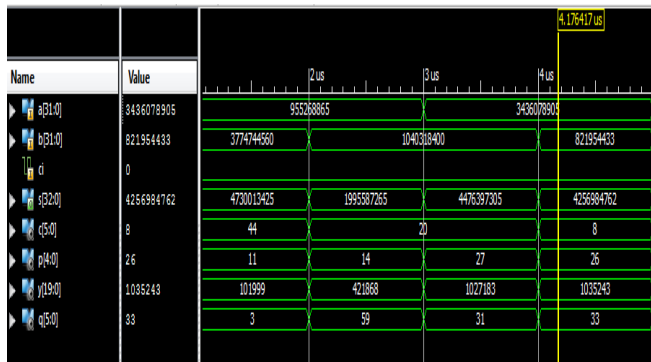 4.176417 us
Name Value 2 us 3 us 4 us
a[31:0] 3436078905 955268865 3436078905
b[31:0] 821954433 3774744560 1040318400 821954433
ci 0
s[32:0] 4256984762 4730013425 1995587265 4476397305 4256984762
c[5:0] 8 44 20 8
p[4:0] 26 11 14 27 26
y[19:0] 1035243 101999 421868 1027183 1035243
q[5:0] 33 3 59 31 33